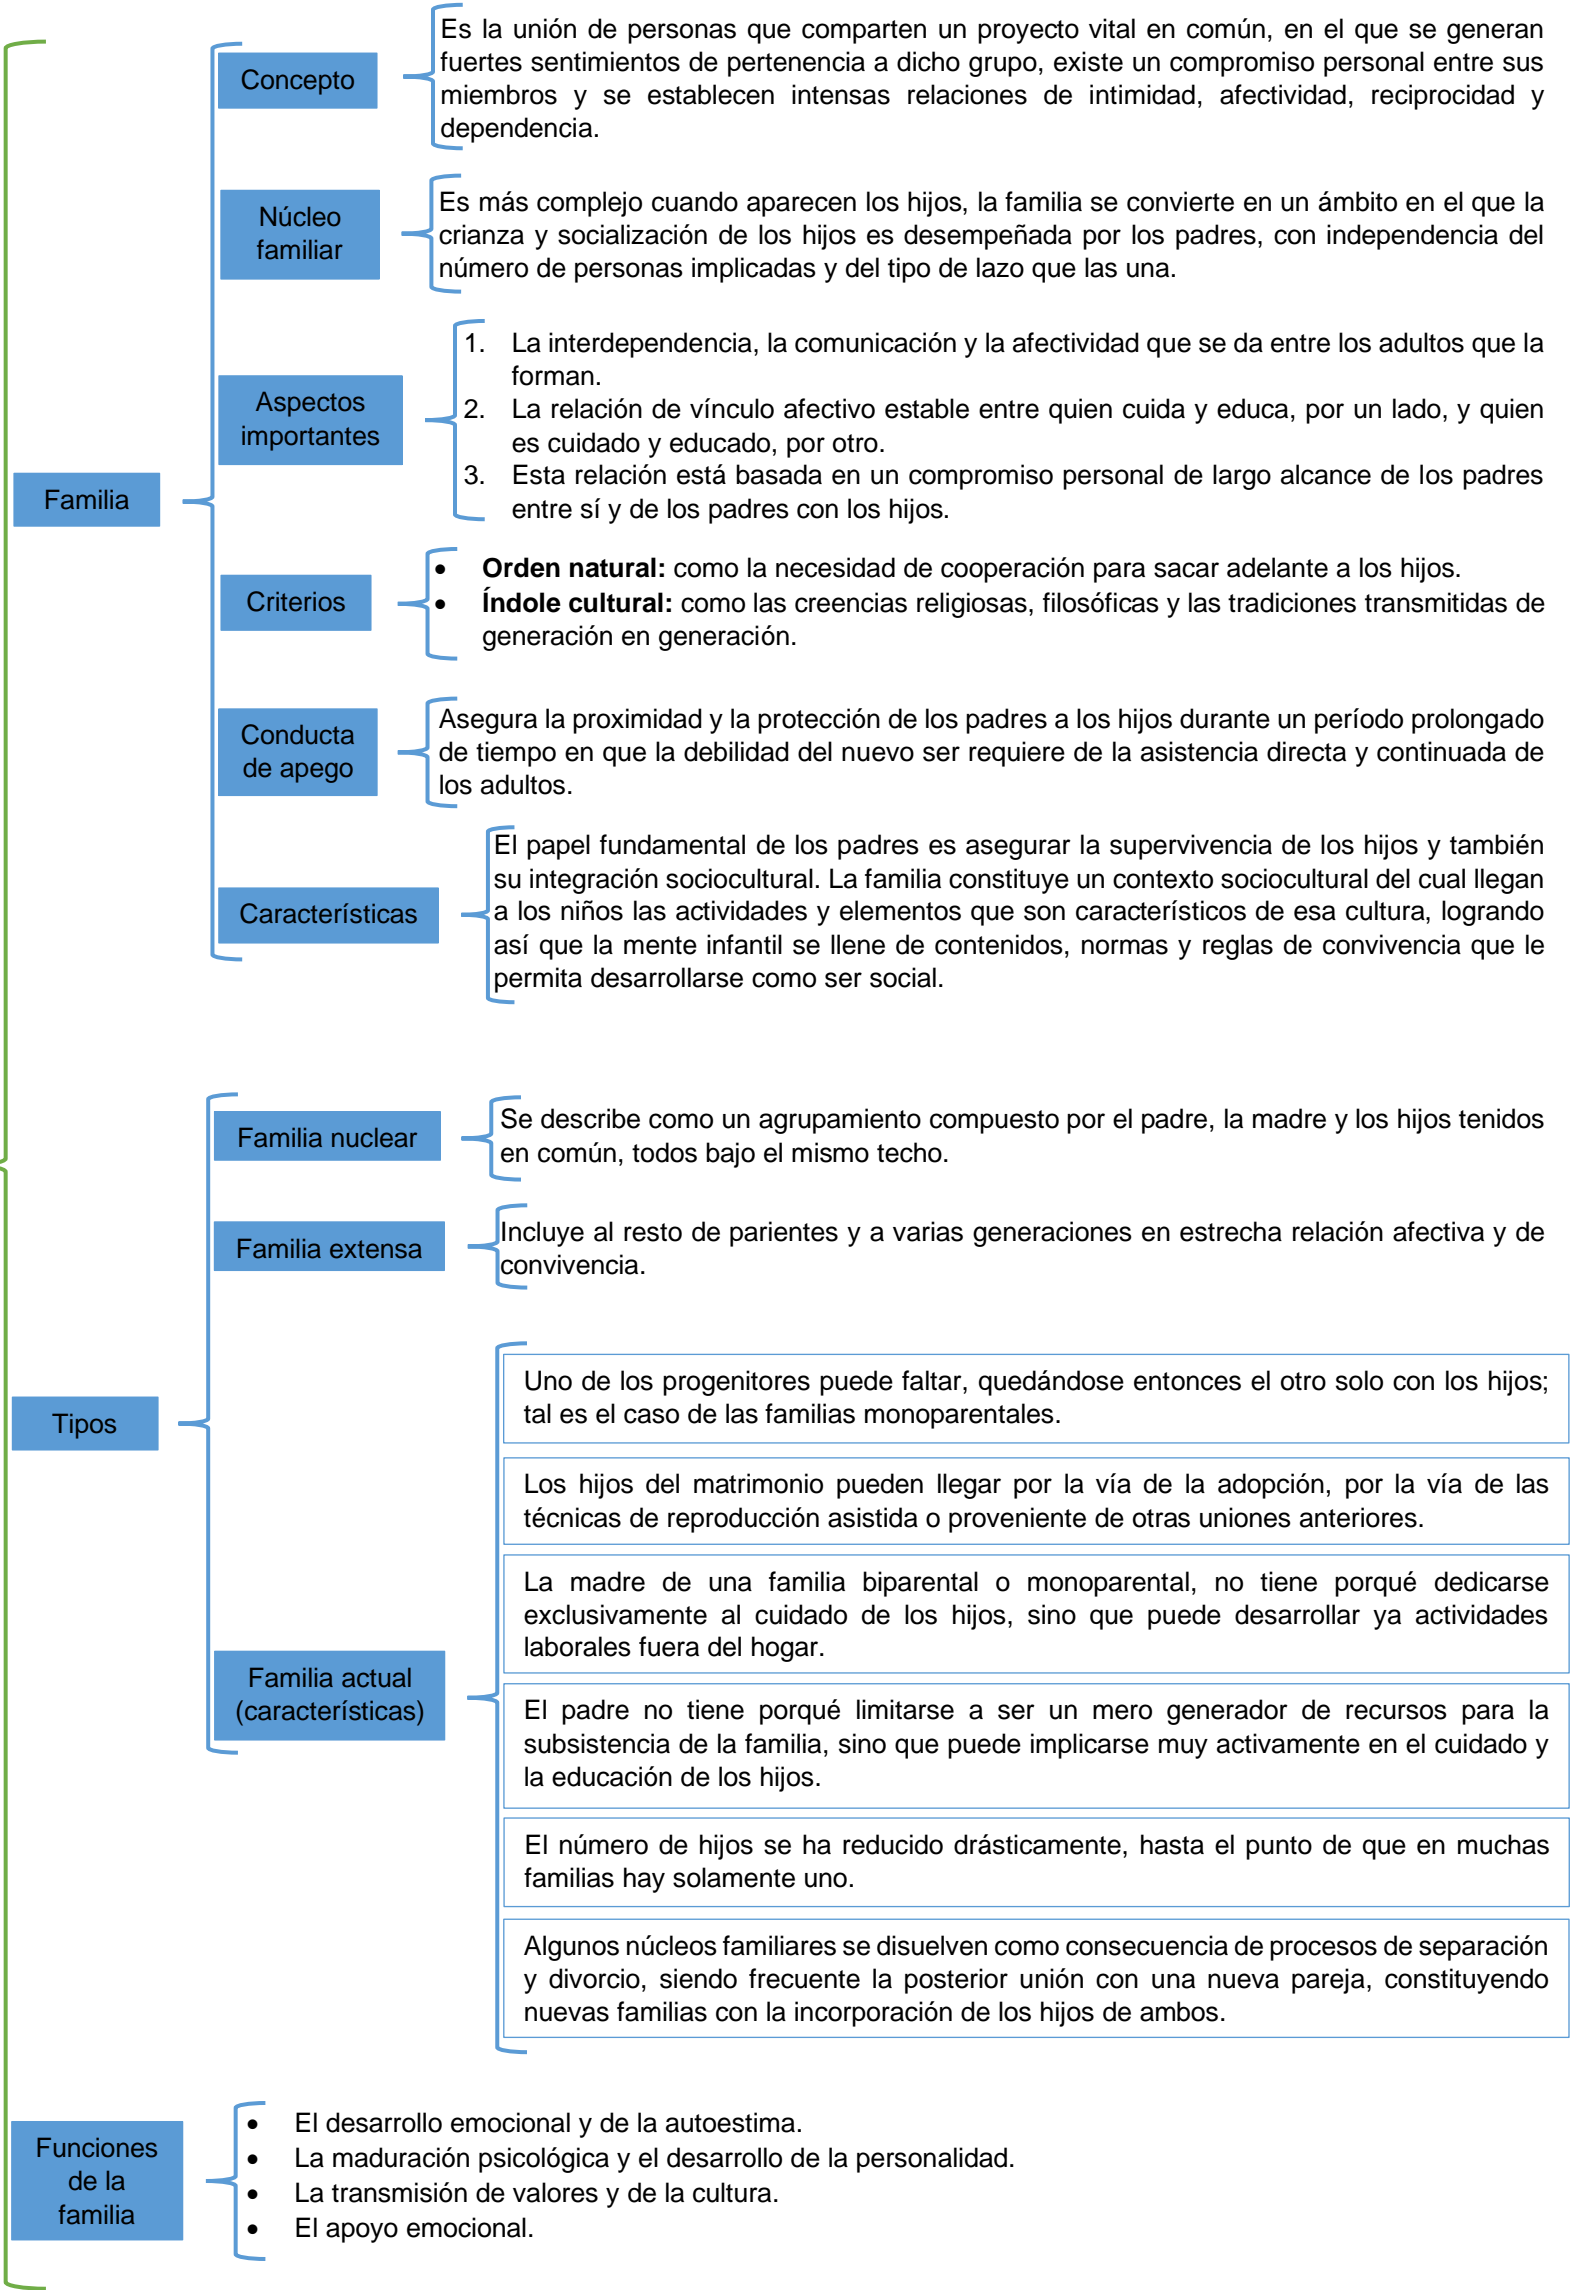 Familia
Concepto
Es la unión de personas que comparten un proyecto vital en común, en el que se generan
fuertes sentimientos de pertenencia a dicho grupo, existe un compromiso personal entre sus
miembros y se establecen intensas relaciones de intimidad, afectividad, reciprocidad y
dependencia.
Núcleo
familiar
Es más complejo cuando aparecen los hijos, la familia se convierte en un ámbito en el que la
crianza y socialización de los hijos es desempeñada por los padres, con independencia del
número de personas implicadas y del tipo de lazo que las una.
Aspectos
importantes
1. La interdependencia, la comunicación y la afectividad que se da entre los adultos que la
forman.
2. La relación de vínculo afectivo estable entre quien cuida y educa, por un lado, y quien
es cuidado y educado, por otro.
3. Esta relación está basada en un compromiso personal de largo alcance de los padres
entre sí y de los padres con los hijos.
Criterios
• Orden natural: como la necesidad de cooperación para sacar adelante a los hijos.
• Índole cultural: como las creencias religiosas, filosóficas y las tradiciones transmitidas de
generación en generación.
Conducta
de apego
Asegura la proximidad y la protección de los padres a los hijos durante un período prolongado
de tiempo en que la debilidad del nuevo ser requiere de la asistencia directa y continuada de
los adultos.
Características
El papel fundamental de los padres es asegurar la supervivencia de los hijos y también
su integración sociocultural. La familia constituye un contexto sociocultural del cual llegan
a los niños las actividades y elementos que son característicos de esa cultura, logrando
así que la mente infantil se llene de contenidos, normas y reglas de convivencia que le
permita desarrollarse como ser social.
Tipos
Familia nuclear
Se describe como un agrupamiento compuesto por el padre, la madre y los hijos tenidos
en común, todos bajo el mismo techo.
Familia extensa
Incluye al resto de parientes y a varias generaciones en estrecha relación afectiva y de
convivencia.
Familia actual
(características)
Uno de los progenitores puede faltar, quedándose entonces el otro solo con los hijos;
tal es el caso de las familias monoparentales.
Los hijos del matrimonio pueden llegar por la vía de la adopción, por la vía de las
técnicas de reproducción asistida o proveniente de otras uniones anteriores.
La madre de una familia biparental o monoparental, no tiene porqué dedicarse
exclusivamente al cuidado de los hijos, sino que puede desarrollar ya actividades
laborales fuera del hogar.
El padre no tiene porqué limitarse a ser un mero generador de recursos para la
subsistencia de la familia, sino que puede implicarse muy activamente en el cuidado y
la educación de los hijos.
El número de hijos se ha reducido drásticamente, hasta el punto de que en muchas
familias hay solamente uno.
Algunos núcleos familiares se disuelven como consecuencia de procesos de separación
y divorcio, siendo frecuente la posterior unión con una nueva pareja, constituyendo
nuevas familias con la incorporación de los hijos de ambos.
Funciones
de la
familia
• El desarrollo emocional y de la autoestima.
• La maduración psicológica y el desarrollo de la personalidad.
• La transmisión de valores y de la cultura.
• El apoyo emocional.